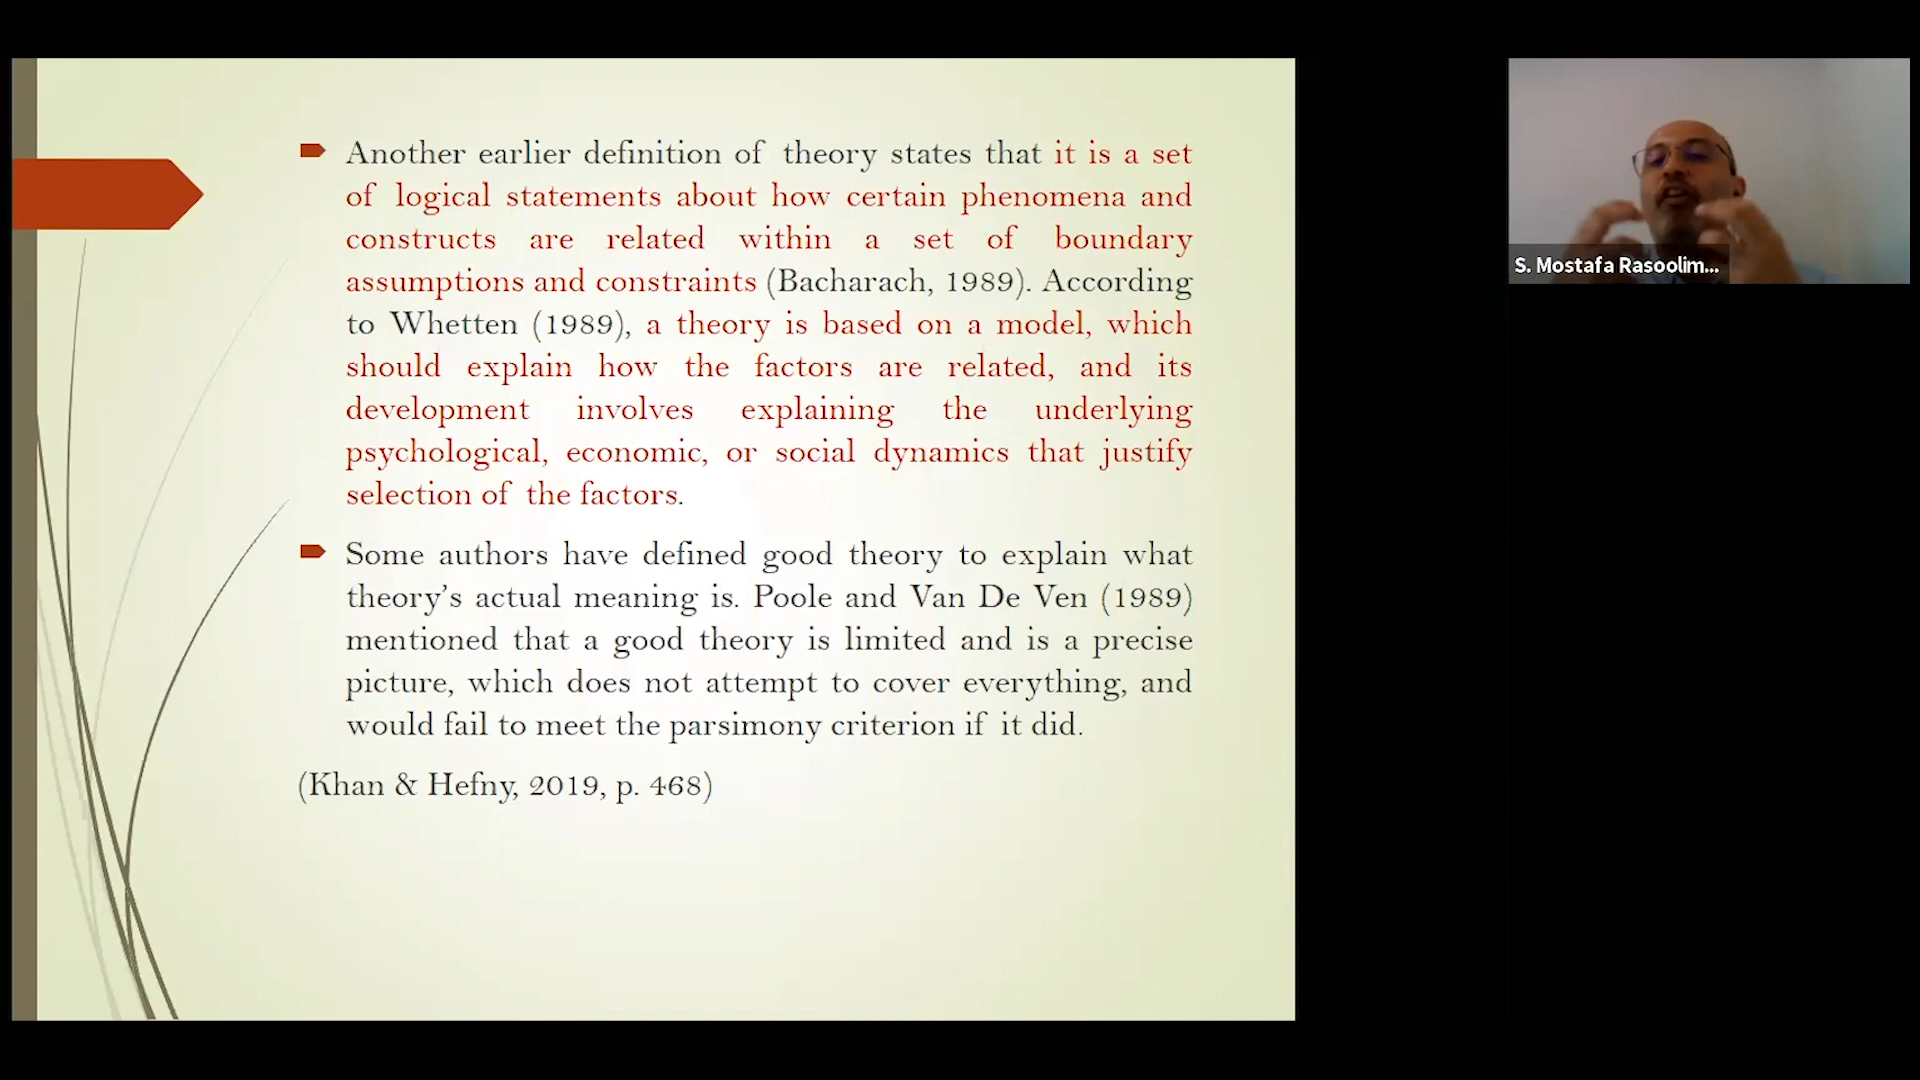 Another earlier definition of theory states that it is a set
of logical statements about how certain phenomena and
constructs are related within a set of boundary
assumptions and constraints (Bacharach, 1989). According
to Whetten (1989), a theory is based on a model, which
should explain how the factors are related, and its
development involves explaining the underlying
psychological, economic, or social dynamics that justify
selection of the factors.
Some authors have defined good theory to explain what
theory’s actual meaning is. Poole and Van De Ven (1989)
mentioned that a good theory is limited and is a precise
picture, which does not attempt to cover everything, and
would fail to meet the parsimony criterion if it did.
(Khan & Hefny, 2019, p. 468)
S. Mostafa Rasoolim...